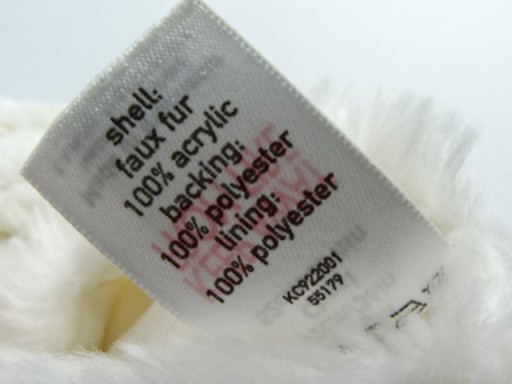 shell:
faux fur
100% acrylic
backing:
100% polyester
lining:
100% polyester
KC922001
55179